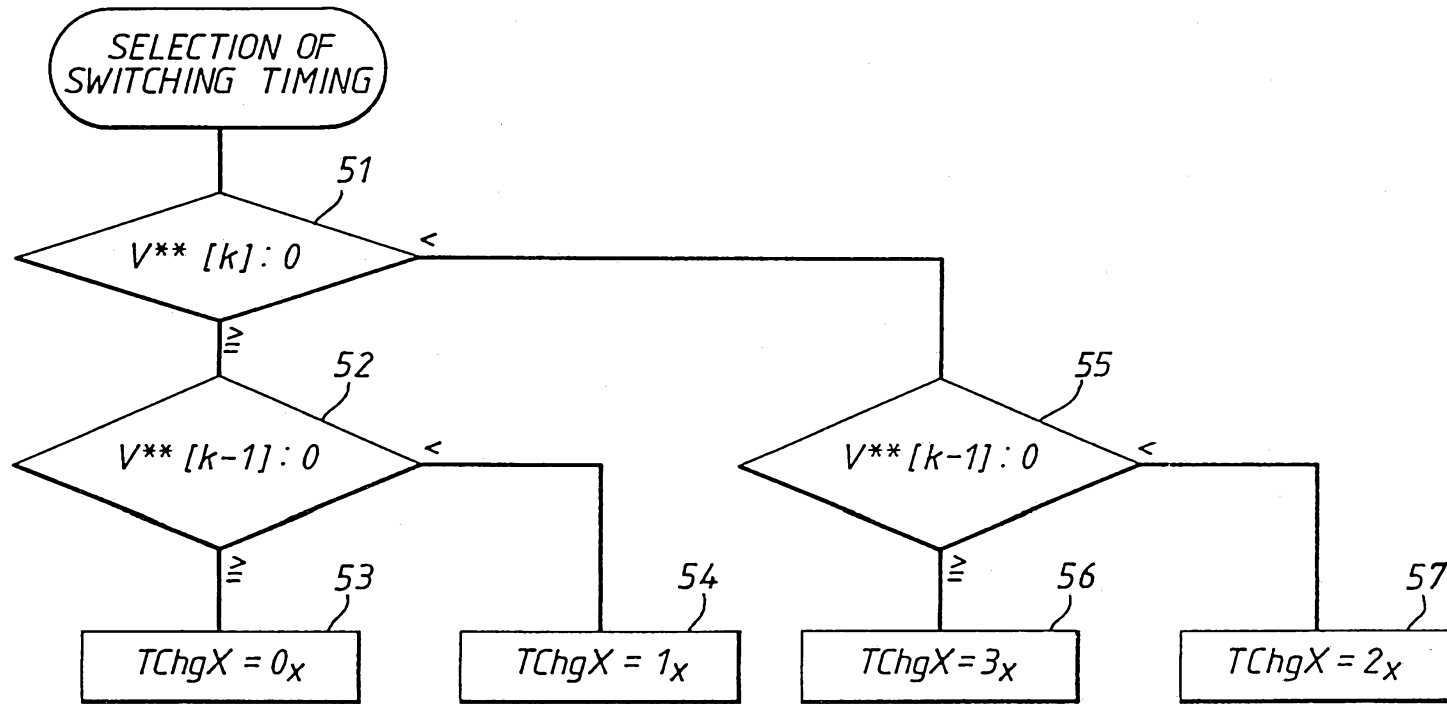 SELECTION OF
SWITCHING TIMING
51
V** [k] : 0
<
≧
52
55
V** [k-1] : 0
<
V** [k-1] : 0
<
≧
≧
53
54
56
57
TChgX = 0x
TChgX = 1x
TChgX = 3x
TChgX = 2x